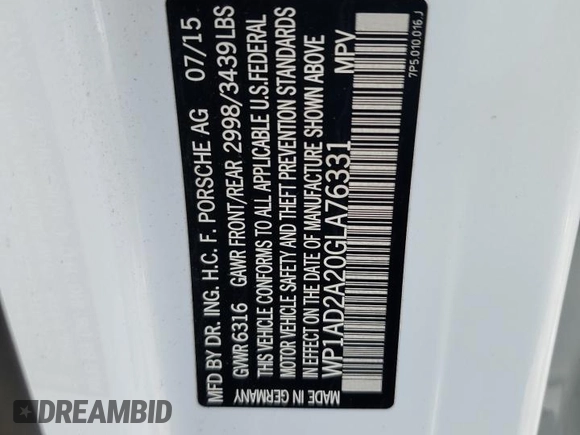 MFD BY DR. ING. H.C. F. PORSCHE AG 07/15
GVWR 6316 GAWR FRONT/REAR 2998/3439 LBS
THIS VEHICLE CONFORMS TO ALL APPLICABLE U.S. FEDERAL
MOTOR VEHICLE SAFETY AND THEFT PREVENTION STANDARDS
IN EFFECT ON THE DATE OF MANUFACTURE SHOWN ABOVE
WP1AD2A20GLA76331 MPV
MADE IN GERMANY
7P5.010.016.J
DREAMBID